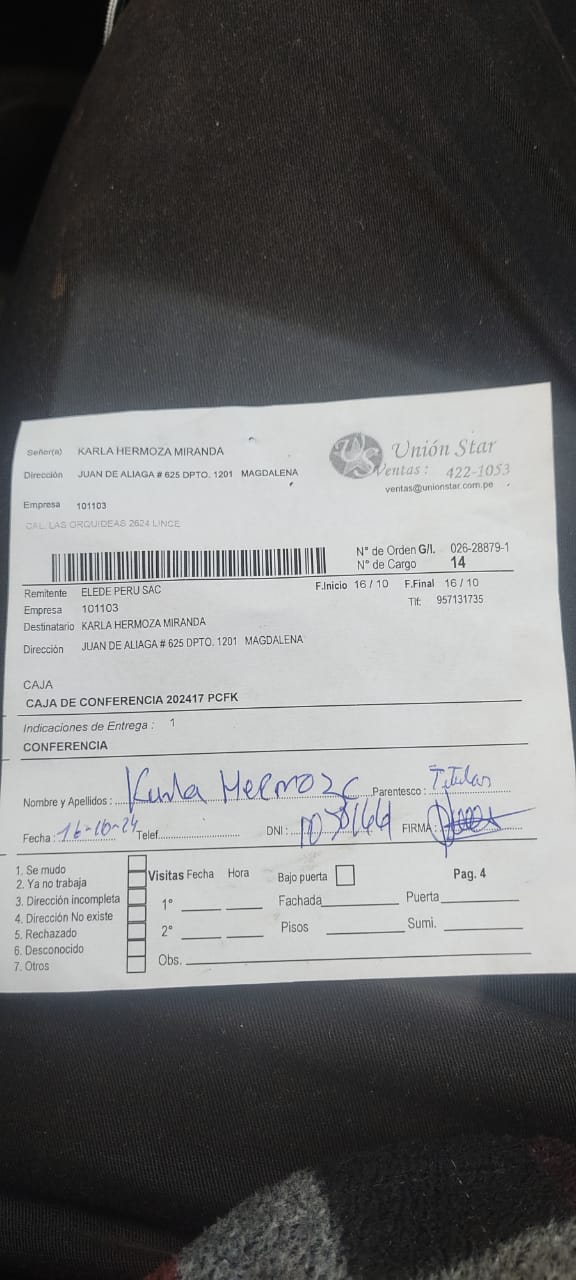 Señor(a) KARLA HERMOZA MIRANDA
Dirección JUAN DE ALIAGA # 625 DPTO. 1201 MAGDALENA
Empresa 101103
CAL. LAS ORQUIDEAS 2624 LINCE
Unión Star
Ventas : 422-1053
ventas@unionstar.com.pe
N° de Orden G/I. 026-28879-1
N° de Cargo 14
Remitente ELEDE PERU SAC
F.Inicio 16 / 10 F.Final 16 / 10
Empresa 101103
Tlf: 957131735
Destinatario KARLA HERMOZA MIRANDA
Dirección JUAN DE ALIAGA # 625 DPTO. 1201 MAGDALENA
CAJA
CAJA DE CONFERENCIA 202417 PCFK
Indicaciones de Entrega : 1
CONFERENCIA
Nombre y Apellidos : Karla Hermoza Parentesco : Titular
Fecha : 16-10-24 Telef. DNI : FIRMA :
1. Se mudo
2. Ya no trabaja
3. Dirección incompleta
4. Dirección No existe
5. Rechazado
6. Desconocido
7. Otros
Visitas Fecha Hora Bajo puerta Pag. 4
1° Fachada Puerta
2° Pisos Sumi.
Obs.